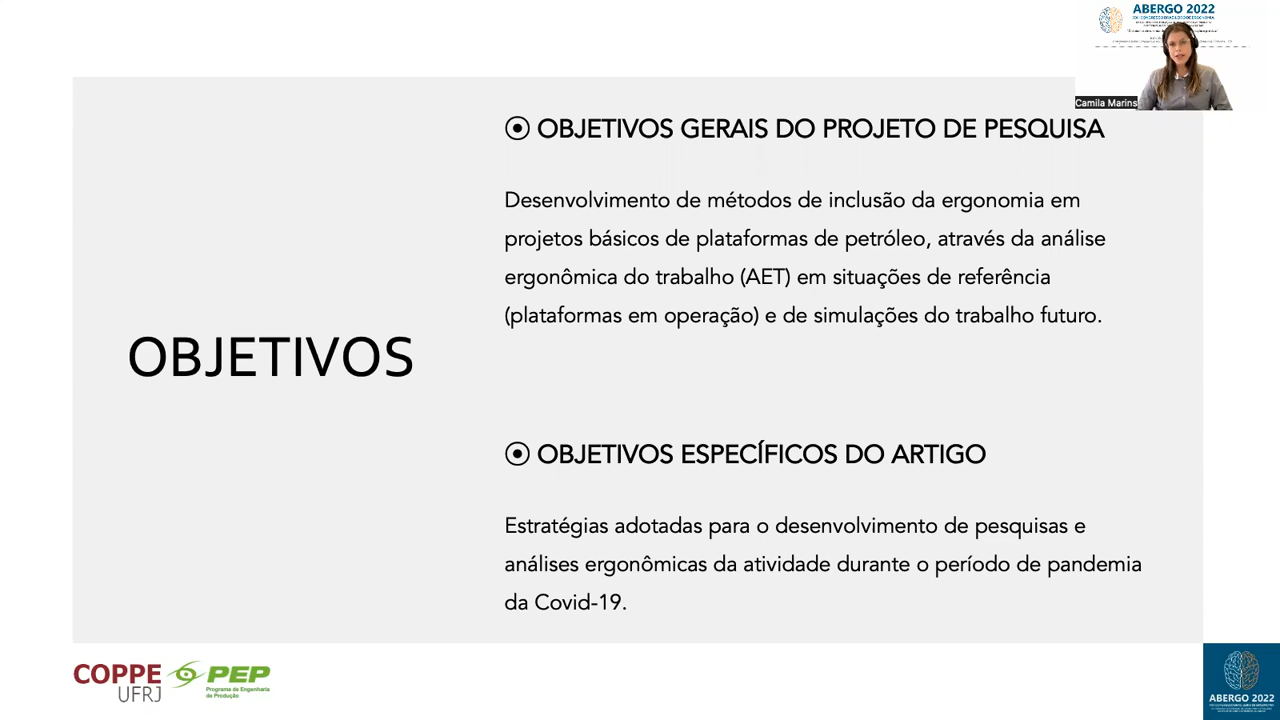 ABERGO 2022
Camila Marins
OBJETIVOS GERAIS DO PROJETO DE PESQUISA
Desenvolvimento de métodos de inclusão da ergonomia em
projetos básicos de plataformas de petróleo, através da análise
ergonômica do trabalho (AET) em situações de referência
(plataformas em operação) e de simulações do trabalho futuro.
OBJETIVOS
OBJETIVOS ESPECÍFICOS DO ARTIGO
Estratégias adotadas para o desenvolvimento de pesquisas e
análises ergonômicas da atividade durante o período de pandemia
da Covid-19.
COPPE
UFRJ
PEP
Programa de Engenharia
de Produção
ABERGO 2022